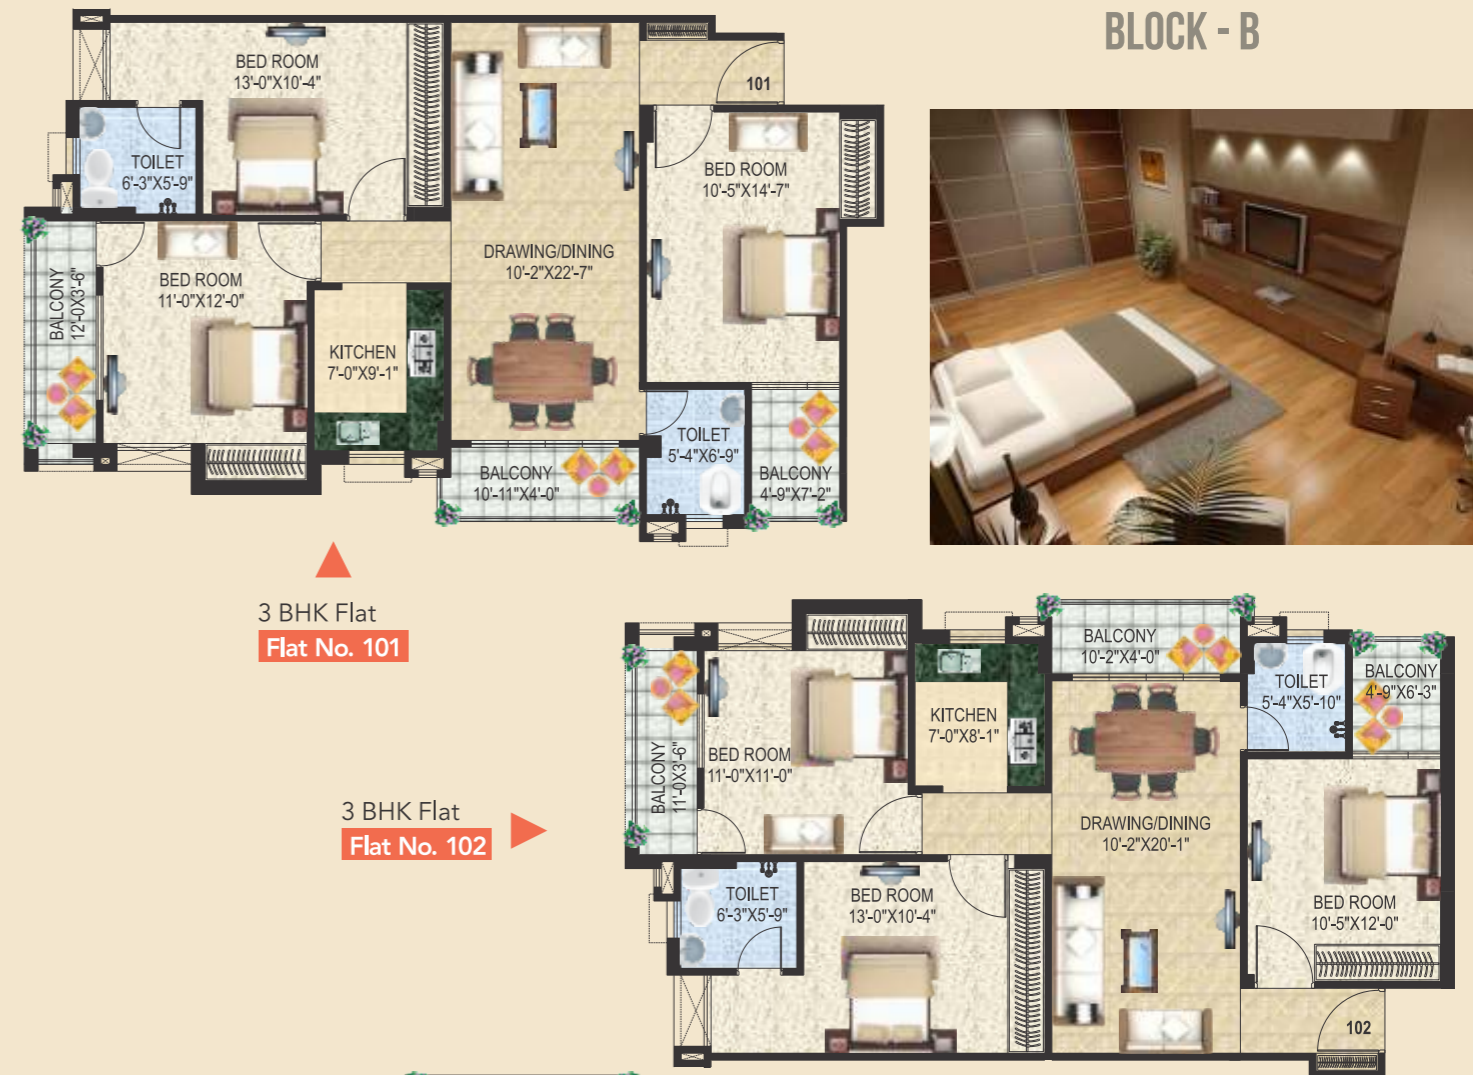 BLOCK - B
BED ROOM
13'-0"X10'-4"
101
TOILET
6'-3"X5'-9"
BED ROOM
10'-5"X14'-7"
DRAWING/DINING
10'-2"X22'-7"
BED ROOM
11'-0"X12'-0"
BALCONY
12'-0X3'-6"
KITCHEN
7'-0"X9'-1"
TOILET
5'-4"X6'-9"
BALCONY
10'-11"X4'-0"
BALCONY
4'-9"X7'-2"
3 BHK Flat
Flat No. 101
BALCONY
10'-2"X4'-0"
TOILET
5'-4"X5'-10"
BALCONY
4'-9"X6'-3"
KITCHEN
7'-0"X8'-1"
BED ROOM
11'-0"X11'-0"
BALCONY
11'-0X3'-6"
3 BHK Flat
Flat No. 102
DRAWING/DINING
10'-2"X20'-1"
TOILET
6'-3"X5'-9"
BED ROOM
13'-0"X10'-4"
BED ROOM
10'-5"X12'-0"
102